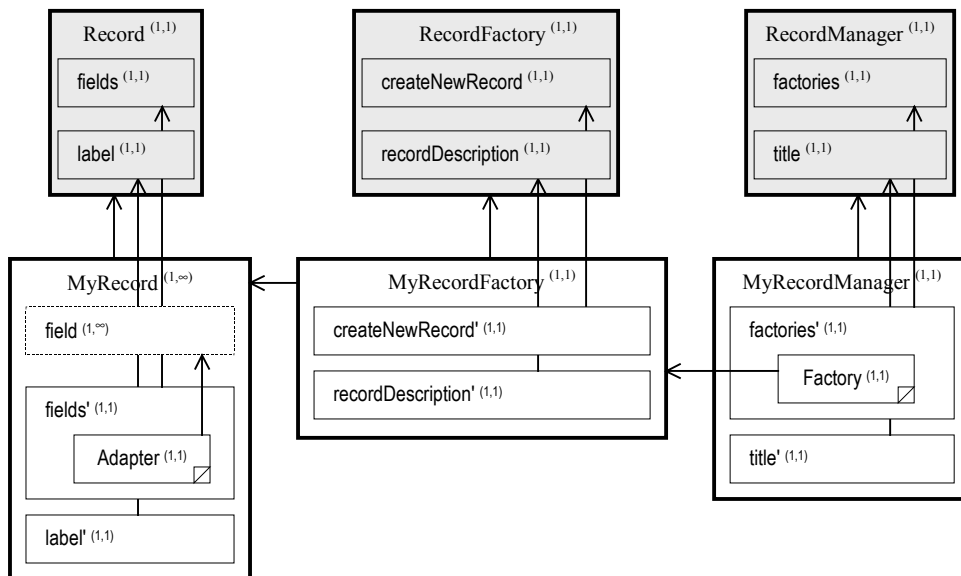 Record (1,1)
fields (1,1)
label (1,1)
RecordFactory (1,1)
createNewRecord (1,1)
recordDescription (1,1)
RecordManager (1,1)
factories (1,1)
title (1,1)
MyRecord (1,∞)
field (1,∞)
fields' (1,1)
Adapter (1,1)
label' (1,1)
MyRecordFactory (1,1)
createNewRecord' (1,1)
recordDescription' (1,1)
MyRecordManager (1,1)
factories' (1,1)
Factory (1,1)
title' (1,1)